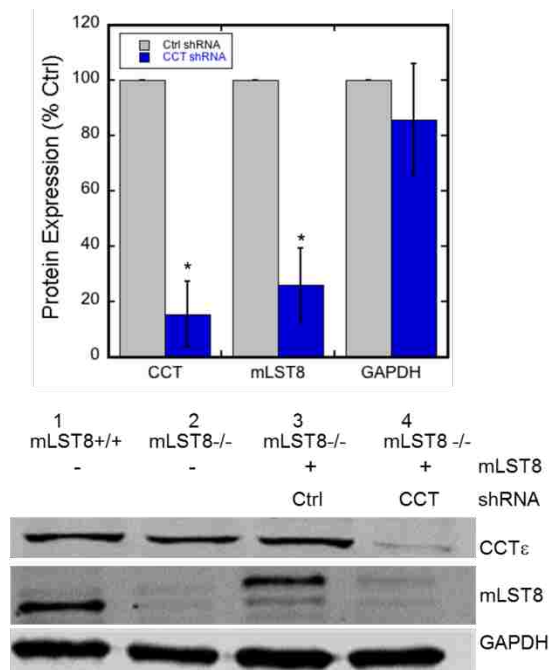 120
Ctrl shRNA
CCT shRNA
100
80
60
40
20
0
Protein Expression (% Ctrl)
*
*
CCT mLST8 GAPDH
1 2 3 4
mLST8+/+ mLST8-/- mLST8-/- mLST8 -/-
- - + + mLST8
Ctrl CCT shRNA
CCTε
mLST8
GAPDH